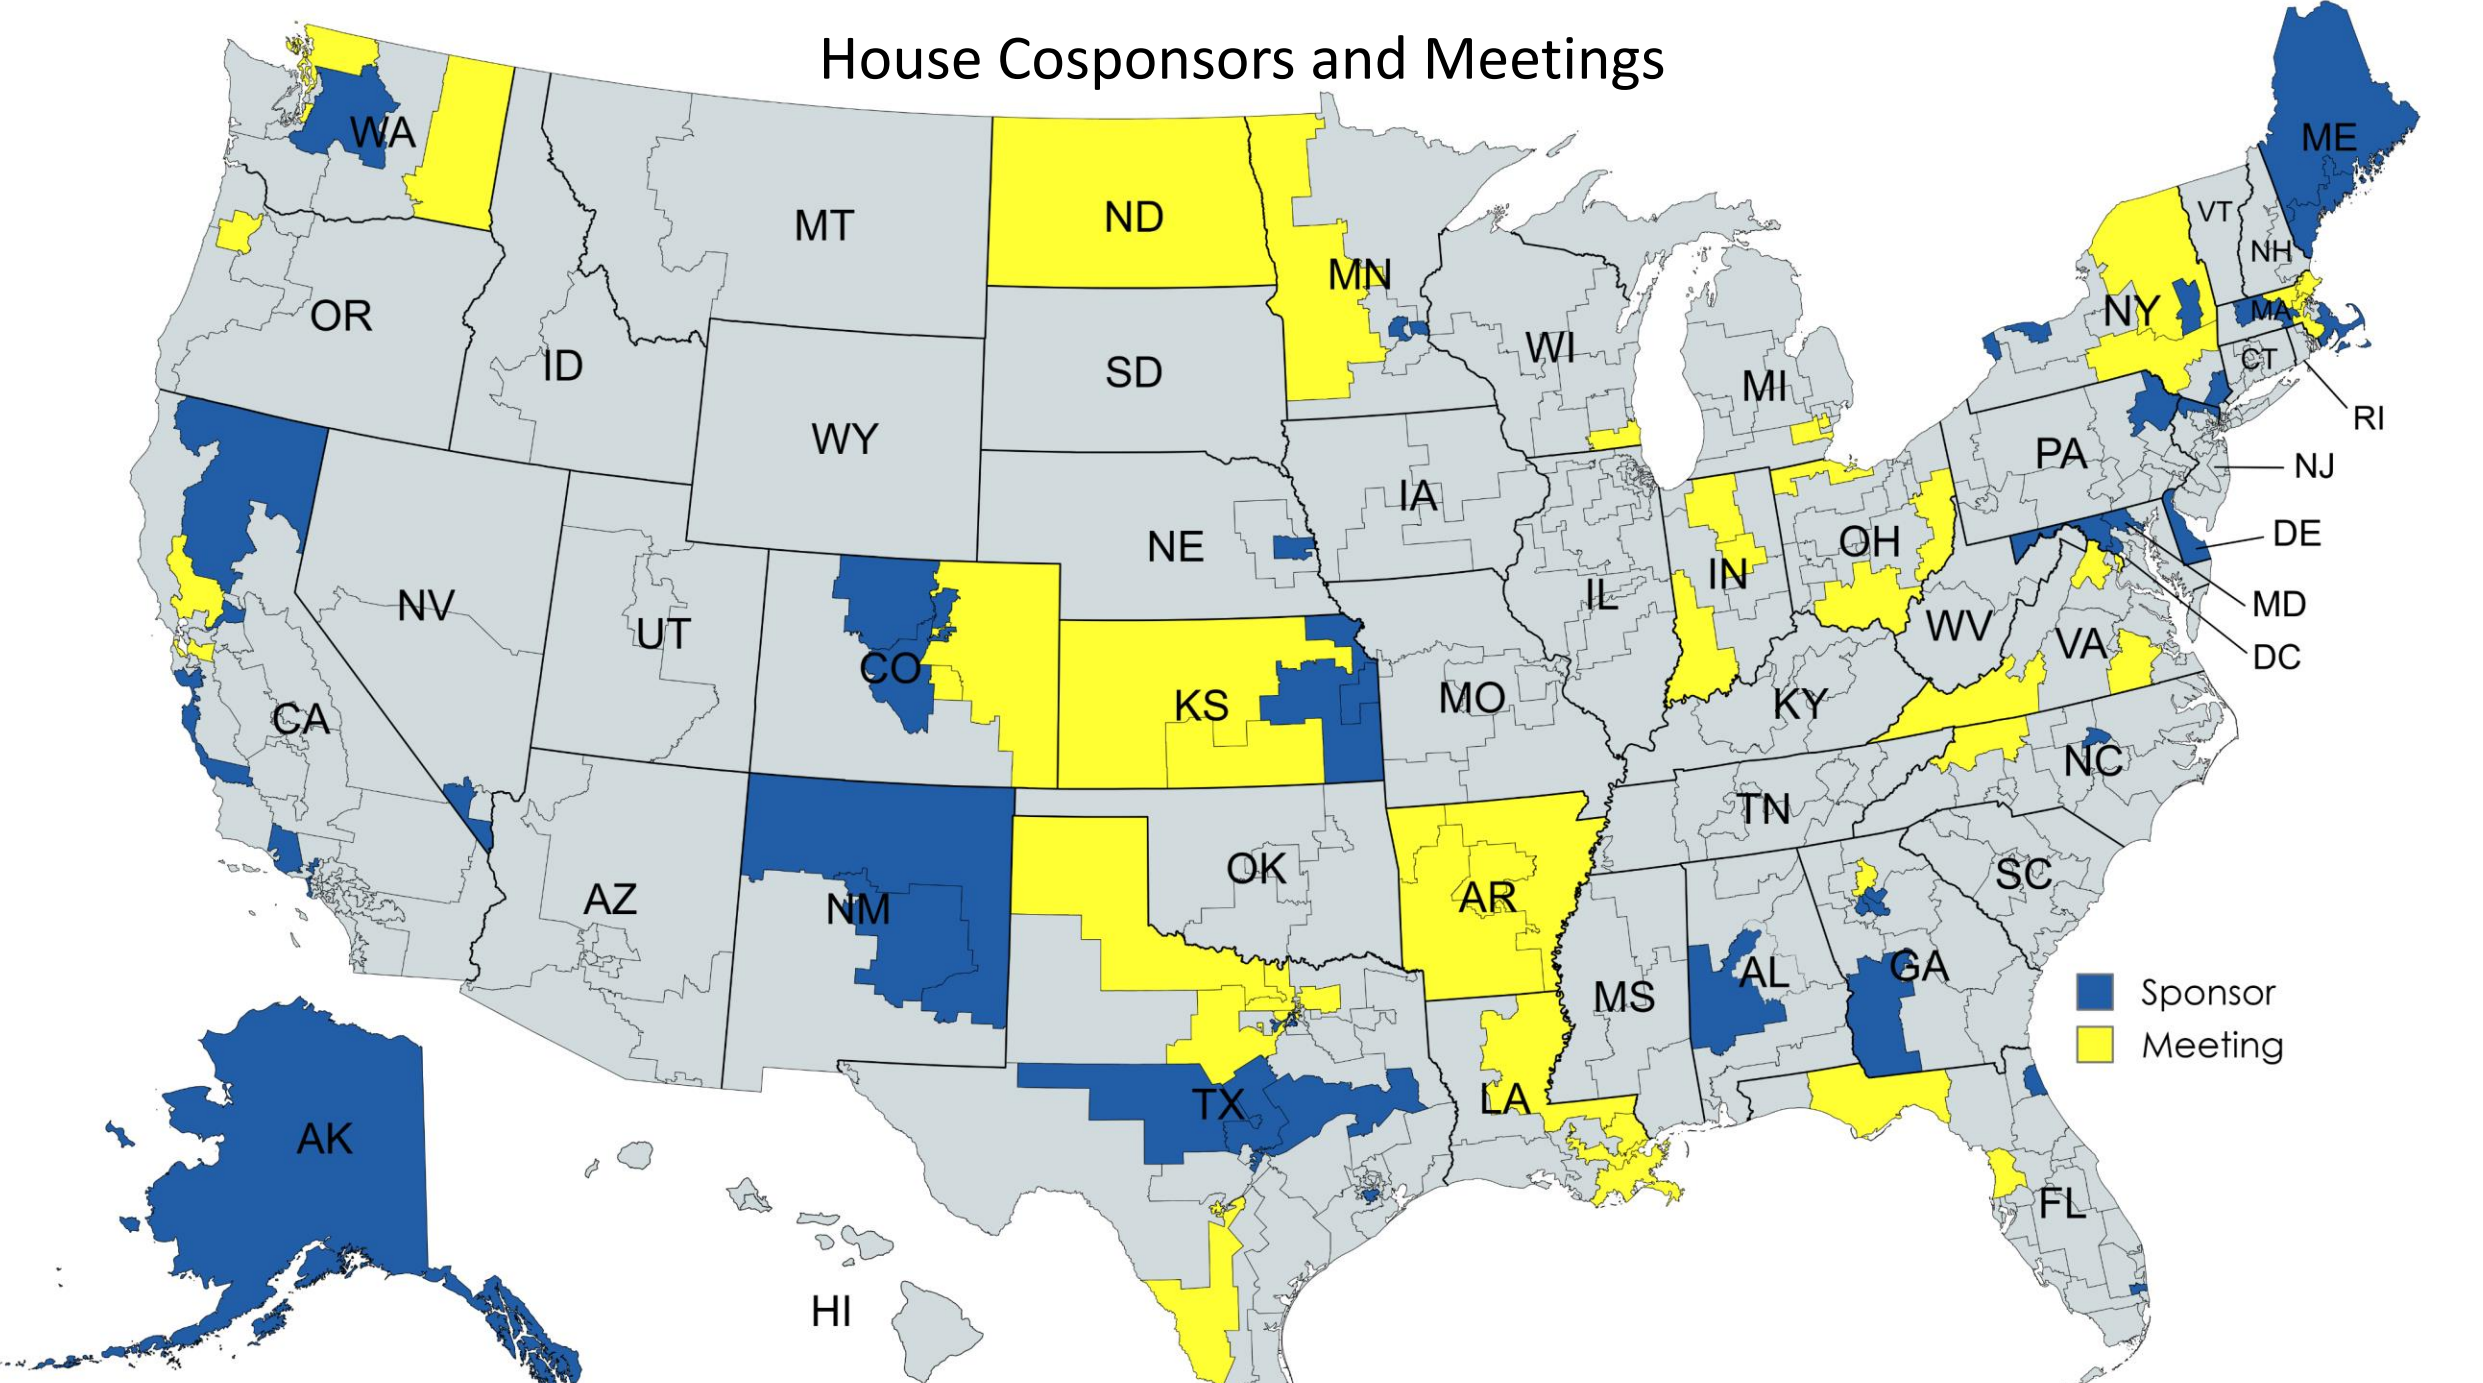 House Cosponsors and Meetings
WA
MT
ND
MN
ME
VT
NH
OR
ID
SD
WI
MI
NY
MA
CT
RI
WY
NE
IA
PA
NJ
NV
UT
CO
KS
MO
IL
IN
OH
WV
VA
DE
MD
DC
CA
KY
NC
AZ
NM
OK
AR
TN
SC
MS
AL
GA
Sponsor
Meeting
AK
TX
LA
FL
HI